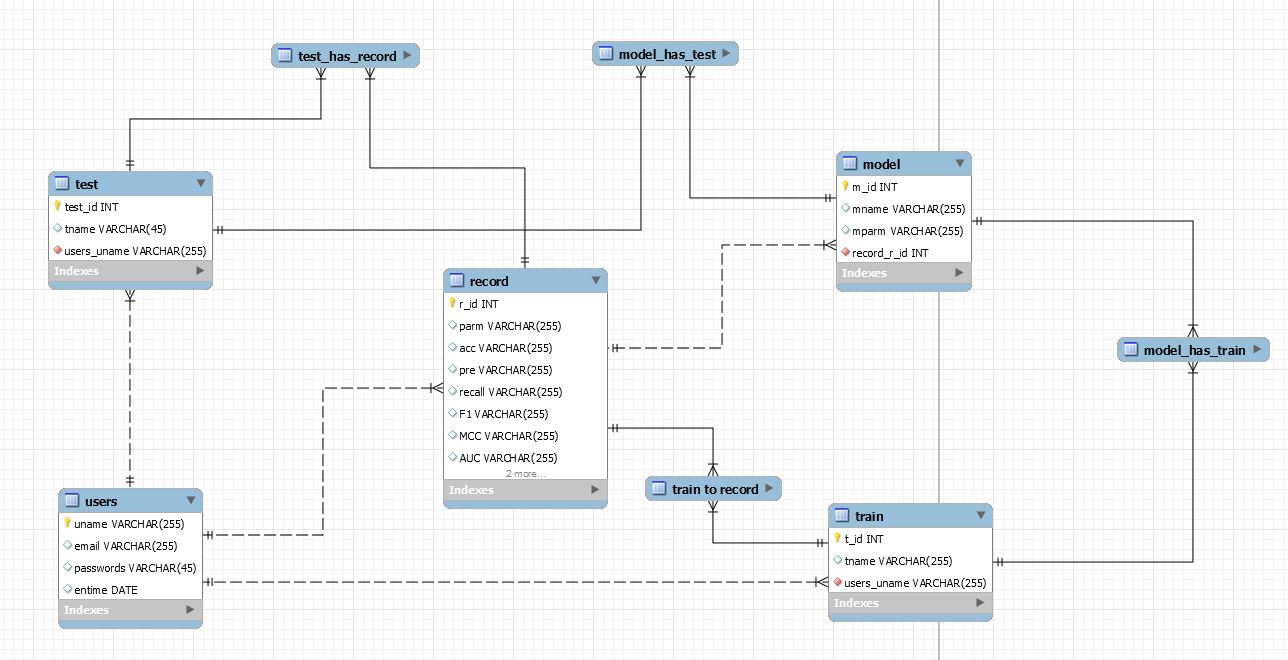 test_has_record
model_has_test
test
test_id INT
tname VARCHAR(45)
users_uname VARCHAR(255)
Indexes
model
m_id INT
mname VARCHAR(255)
mparm VARCHAR(255)
record_r_id INT
Indexes
record
r_id INT
parm VARCHAR(255)
acc VARCHAR(255)
pre VARCHAR(255)
recall VARCHAR(255)
F1 VARCHAR(255)
MCC VARCHAR(255)
AUC VARCHAR(255)
2 more...
Indexes
model_has_train
train to record
users
uname VARCHAR(255)
email VARCHAR(255)
passwords VARCHAR(45)
entime DATE
Indexes
train
t_id INT
tname VARCHAR(255)
users_uname VARCHAR(255)
Indexes